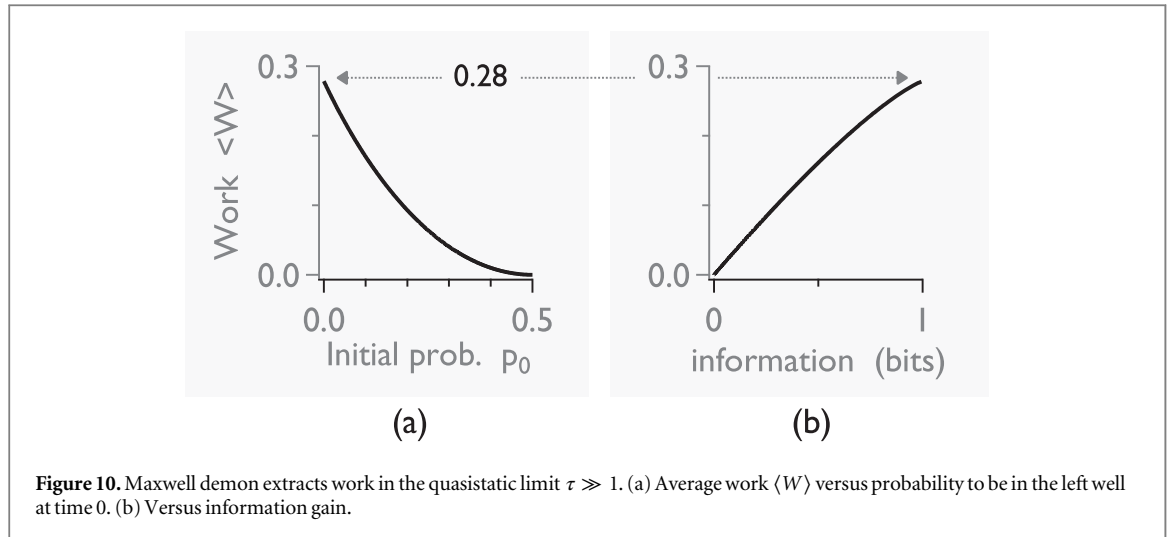 0.3
0.28
0.3
Work <W>
0.0
0.0
0.0
0.5
0
1
Initial prob. p₀
information (bits)
(a)
(b)
Figure 10. Maxwell demon extracts work in the quasistatic limit τ ≫ 1. (a) Average work ⟨W⟩ versus probability to be in the left well
at time 0. (b) Versus information gain.